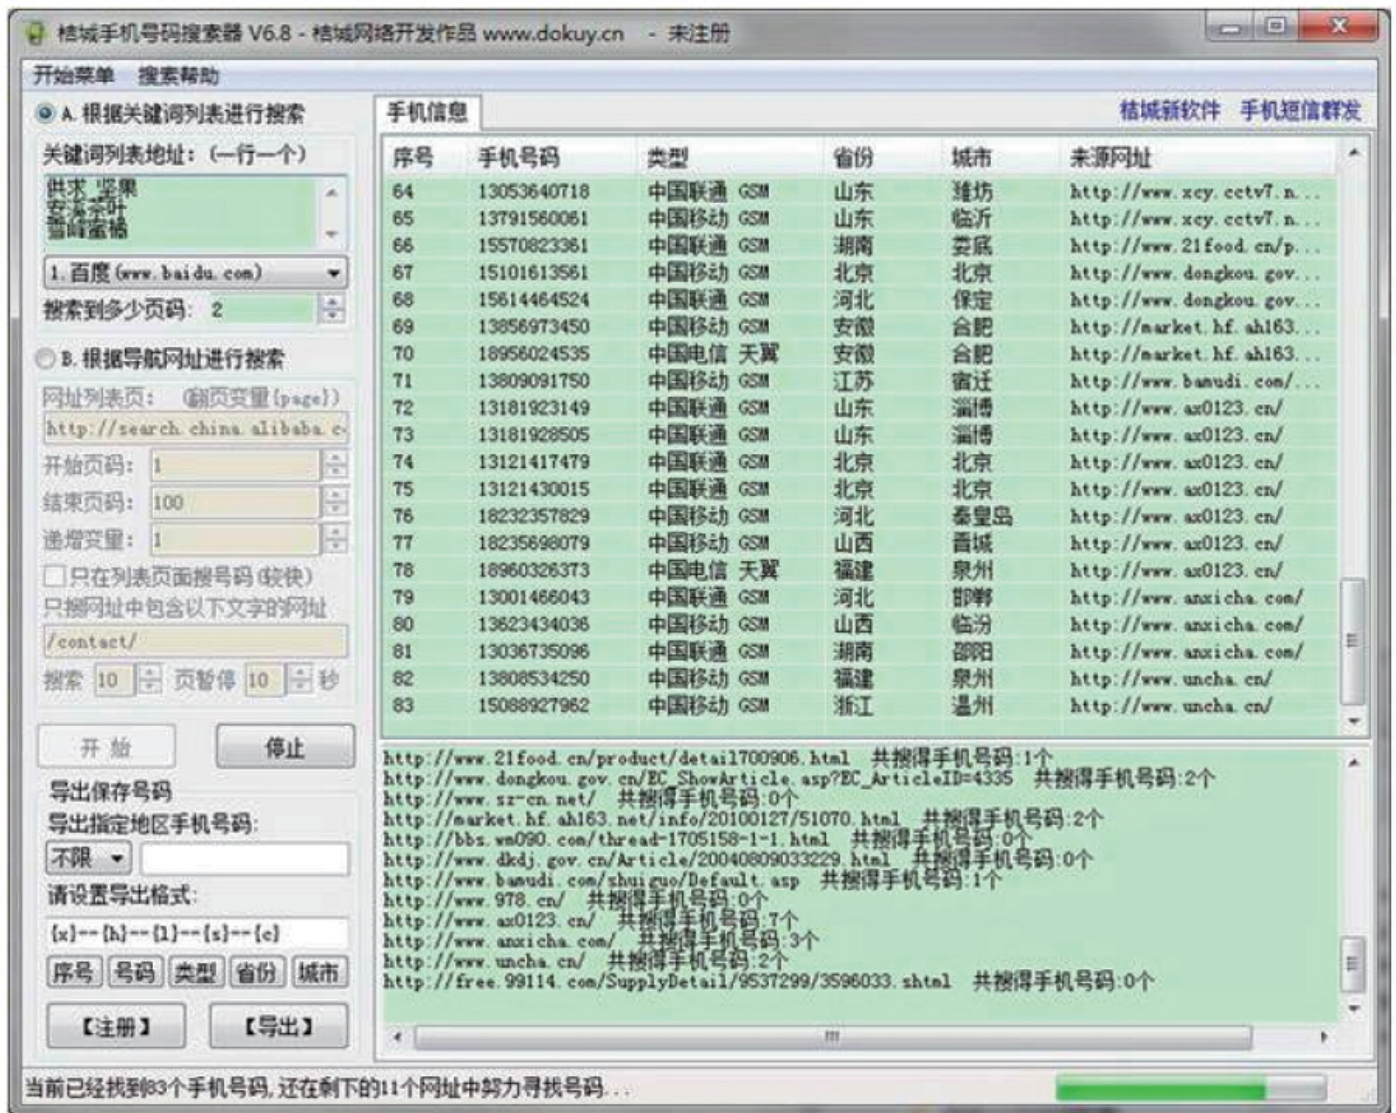 桔城手机号码搜索器 V6.8 - 桔城网络开发作品 www.dokuy.cn - 未注册
开始菜单 搜索帮助
A. 根据关键词列表进行搜索
关键词列表地址：(一行一个)
供求 坚果
安溪茶叶
雪峰蜜橘
1.百度(www.baidu.com)
搜索到多少页码: 2
B. 根据导航网址进行搜索
网址列表页: (翻页变量{page})
http://search.china.alibaba.c
开始页码: 1
结束页码: 100
递增变量: 1
只在列表页面搜号码(较快)
只搜网址中包含以下文字的网址
/contact/
搜索 10 页暂停 10 秒
开 始 停止
导出保存号码
导出指定地区手机号码:
不限
请设置导出格式:
{x}--{h}--{l}--{s}--{c}
序号 号码 类型 省份 城市
【注册】 【导出】
手机信息 桔城新软件 手机短信群发
序号 手机号码 类型 省份 城市 来源网址
64 13053640718 中国联通 GSM 山东 潍坊 http://www.xcy.cctv7.n...
65 13791560061 中国移动 GSM 山东 临沂 http://www.xcy.cctv7.n...
66 15570823361 中国联通 GSM 湖南 娄底 http://www.21food.cn/p...
67 15101613561 中国移动 GSM 北京 北京 http://www.dongkou.gov...
68 15614464524 中国联通 GSM 河北 保定 http://www.dongkou.gov...
69 13856973450 中国移动 GSM 安徽 合肥 http://market.hf.ah163...
70 18956024535 中国电信 天翼 安徽 合肥 http://market.hf.ah163...
71 13809091750 中国移动 GSM 江苏 宿迁 http://www.bamudi.com/...
72 13181923149 中国联通 GSM 山东 淄博 http://www.ax0123.cn/
73 13181928505 中国联通 GSM 山东 淄博 http://www.ax0123.cn/
74 13121417479 中国联通 GSM 北京 北京 http://www.ax0123.cn/
75 13121430015 中国联通 GSM 北京 北京 http://www.ax0123.cn/
76 18232357829 中国移动 GSM 河北 秦皇岛 http://www.ax0123.cn/
77 18235698079 中国移动 GSM 山西 晋城 http://www.ax0123.cn/
78 18960326373 中国电信 天翼 福建 泉州 http://www.ax0123.cn/
79 13001466043 中国联通 GSM 河北 邯郸 http://www.anxicha.com/
80 13623434036 中国移动 GSM 山西 临汾 http://www.anxicha.com/
81 13036735096 中国联通 GSM 湖南 邵阳 http://www.anxicha.com/
82 13808534250 中国移动 GSM 福建 泉州 http://www.uncha.cn/
83 15088927962 中国移动 GSM 浙江 温州 http://www.uncha.cn/
http://www.21food.cn/product/detail700906.html 共搜得手机号码:1个
http://www.dongkou.gov.cn/EC_ShowArticle.asp?EC_ArticleID=4335 共搜得手机号码:2个
http://www.sz-cn.net/ 共搜得手机号码:0个
http://market.hf.ah163.net/info/20100127/51070.html 共搜得手机号码:2个
http://bbs.wm090.com/thread-1705158-1-1.html 共搜得手机号码:0个
http://www.dkdj.gov.cn/Article/20040809033229.html 共搜得手机号码:0个
http://www.bamudi.com/shuiguo/Default.asp 共搜得手机号码:1个
http://www.978.cn/ 共搜得手机号码:0个
http://www.ax0123.cn/ 共搜得手机号码:7个
http://www.anxicha.com/ 共搜得手机号码:3个
http://www.uncha.cn/ 共搜得手机号码:2个
http://free.99114.com/SupplyDetail/9537299/3596033.shtml 共搜得手机号码:0个
当前已经找到83个手机号码,还在剩下的11个网址中努力寻找号码...